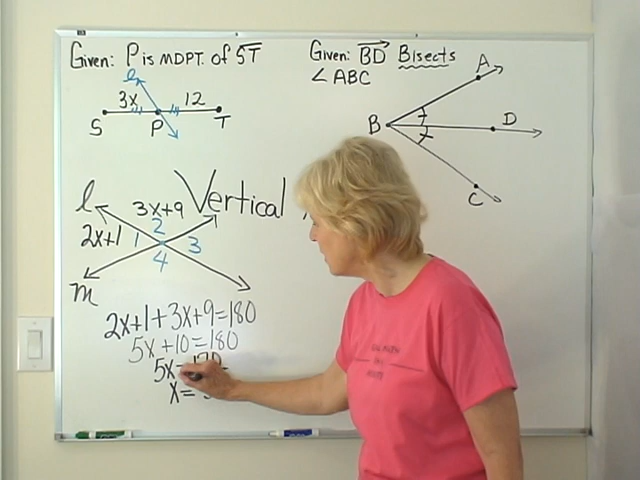 Given: P is MDPT. of ST
l
3x 12
S P T
Given: BD Bisects
∠ABC
A
B
D
C
Vertical
l 3x+9
2x+1 1 2 3
4
m
2x+1+3x+9=180
5x+10=180
5x=170
x=